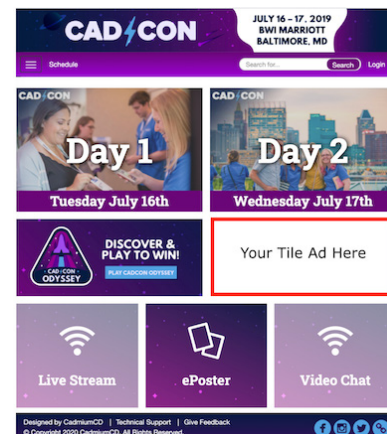 CAD CON
JULY 16 – 17, 2019
BWI MARRIOTT
BALTIMORE, MD
Schedule
Search for...
Search
Login
CAD CON
Day 1
Tuesday July 16th
CAD CON
Day 2
Wednesday July 17th
CAD CON
ODYSSEY
DISCOVER &
PLAY TO WIN!
PLAY CADCON ODYSSEY
Your Tile Ad Here
Live Stream
ePoster
Video Chat
Designed by CadmiumCD | Technical Support | Give Feedback
© Copyright 2020 CadmiumCD. All Rights Reserved.